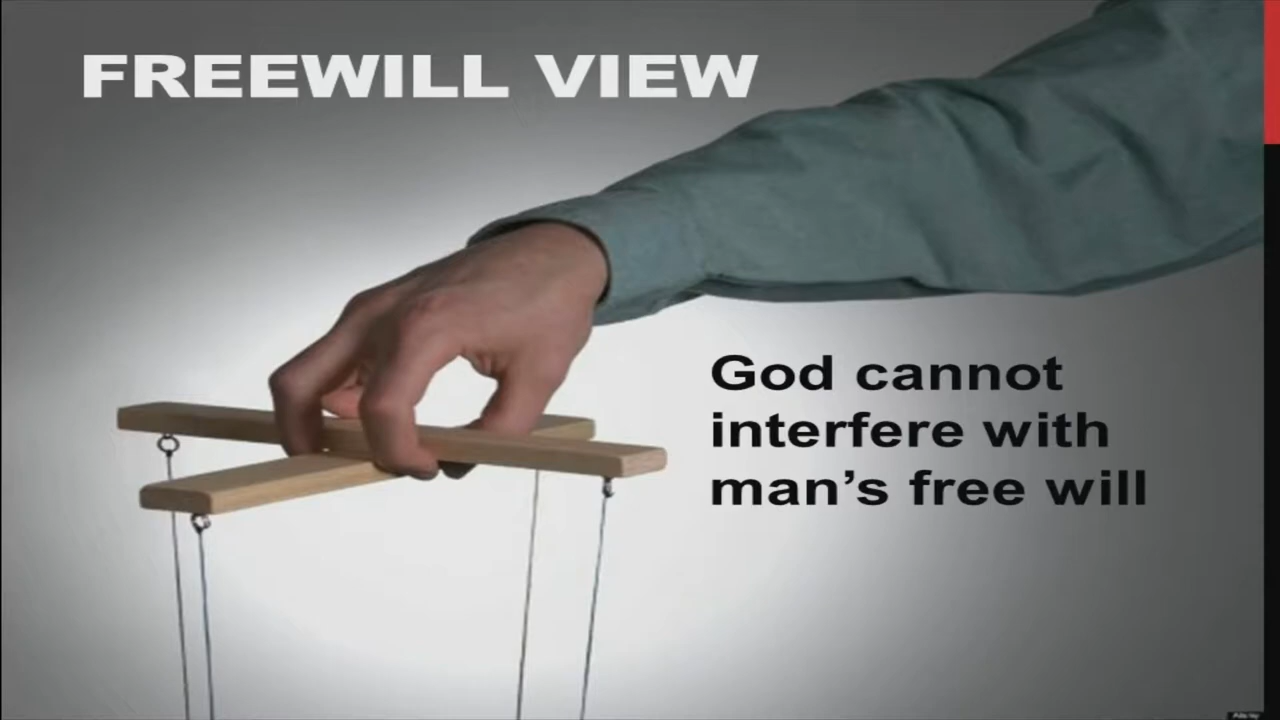 FREEWILL VIEW
God cannot
interfere with
man's free will